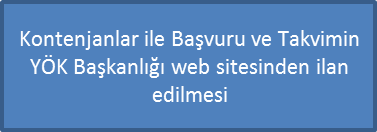 Kontenjanlar ile Başvuru ve Takvimin
YÖK Başkanlığı web sitesinden ilan
edilmesi